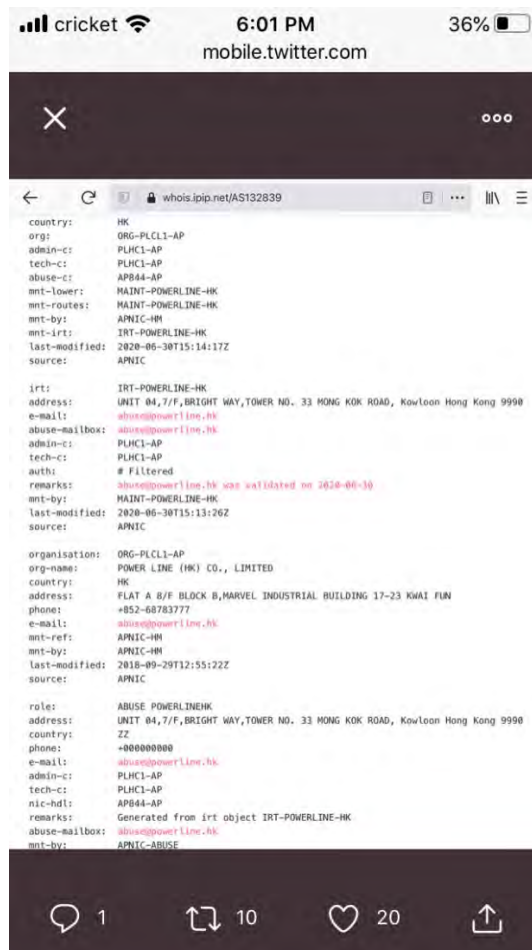 cricket 6:01 PM 36%
mobile.twitter.com
whois.ipip.net/AS132839
country: HK
org: ORG-PLCL1-AP
admin-c: PLHC1-AP
tech-c: PLHC1-AP
abuse-c: AP844-AP
mnt-lower: MAINT-POWERLINE-HK
mnt-routes: MAINT-POWERLINE-HK
mnt-by: APNIC-HM
mnt-irt: IRT-POWERLINE-HK
last-modified: 2020-06-30T15:14:17Z
source: APNIC
irt: IRT-POWERLINE-HK
address: UNIT 04,7/F,BRIGHT WAY,TOWER NO. 33 MONG KOK ROAD, Kowloon Hong Kong 9990
e-mail: abuse@powerline.hk
abuse-mailbox: abuse@powerline.hk
admin-c: PLHC1-AP
tech-c: PLHC1-AP
auth: # Filtered
remarks: abuse@powerline.hk was validated on 2020-06-30
mnt-by: MAINT-POWERLINE-HK
last-modified: 2020-06-30T15:13:26Z
source: APNIC
organisation: ORG-PLCL1-AP
org-name: POWER LINE (HK) CO., LIMITED
country: HK
address: FLAT A 8/F BLOCK B,MARVEL INDUSTRIAL BUILDING 17-23 KWAI FUN
phone: +852-68783777
e-mail: abuse@powerline.hk
mnt-ref: APNIC-HM
mnt-by: APNIC-HM
last-modified: 2018-09-29T12:55:22Z
source: APNIC
role: ABUSE POWERLINEHK
address: UNIT 04,7/F,BRIGHT WAY,TOWER NO. 33 MONG KOK ROAD, Kowloon Hong Kong 9990
country: ZZ
phone: +000000000
e-mail: abuse@powerline.hk
admin-c: PLHC1-AP
tech-c: PLHC1-AP
nic-hdl: AP844-AP
remarks: Generated from irt object IRT-POWERLINE-HK
abuse-mailbox: abuse@powerline.hk
mnt-by: APNIC-ABUSE
1 10 20